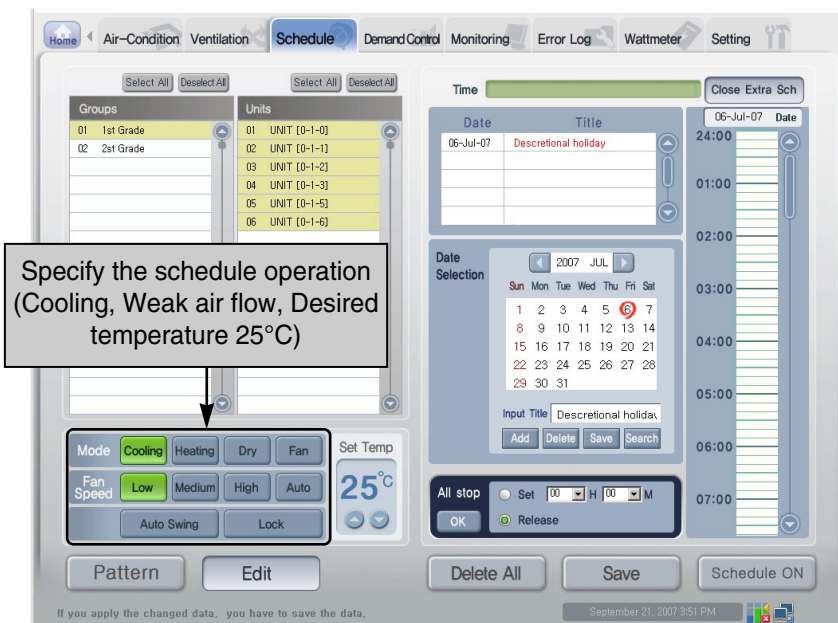 Home Air-Condition Ventilation Schedule Demand Control Monitoring Error Log Wattmeter Setting
Select All Deselect All Select All Deselect All
Groups Units
01 1st Grade
02 2st Grade
01 UNIT [0-1-0]
02 UNIT [0-1-1]
03 UNIT [0-1-2]
04 UNIT [0-1-3]
05 UNIT [0-1-5]
06 UNIT [0-1-6]
Specify the schedule operation
(Cooling, Weak air flow, Desired
temperature 25°C)
Mode Cooling Heating Dry Fan
Fan Speed Low Medium High Auto
Auto Swing Lock
Set Temp
25°C
Pattern Edit
If you apply the changed data, you have to save the data.
Time
Close Extra Sch
Date Title
06-Jul-07 Descretional holiday
Date Selection
2007 JUL
Sun Mon Tue Wed Thu Fri Sat
1 2 3 4 5 6 7
8 9 10 11 12 13 14
15 16 17 18 19 20 21
22 23 24 25 26 27 28
29 30 31
Input Title Descretional holiday
Add Delete Save Search
All stop Set 00 H 00 M
OK Release
06-Jul-07 Date
24:00
01:00
02:00
03:00
04:00
05:00
06:00
07:00
Delete All Save Schedule ON
September 21, 2007 3:51 PM